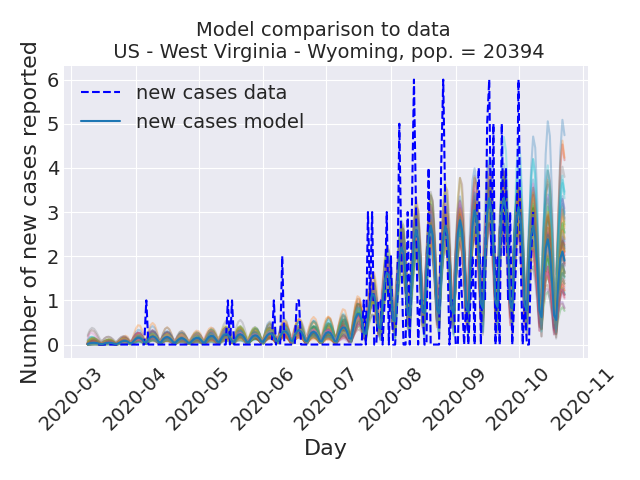 Model comparison to data
US - West Virginia - Wyoming, pop. = 20394
Number of new cases reported
6
5
4
3
2
1
0
new cases data
new cases model
2020-03
2020-04
2020-05
2020-06
2020-07
2020-08
2020-09
2020-10
2020-11
Day